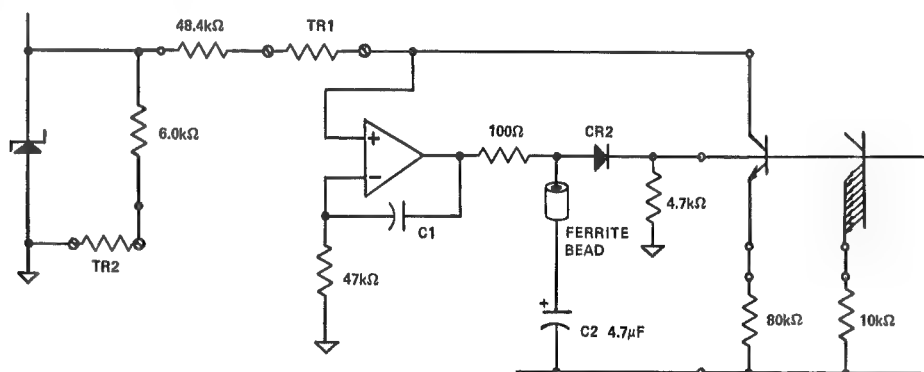 48.4kΩ
TR1
6.0kΩ
TR2
+
−
100Ω
CR2
C1
47kΩ
FERRITE
BEAD
4.7kΩ
+
C2 4.7μF
80kΩ
10kΩ